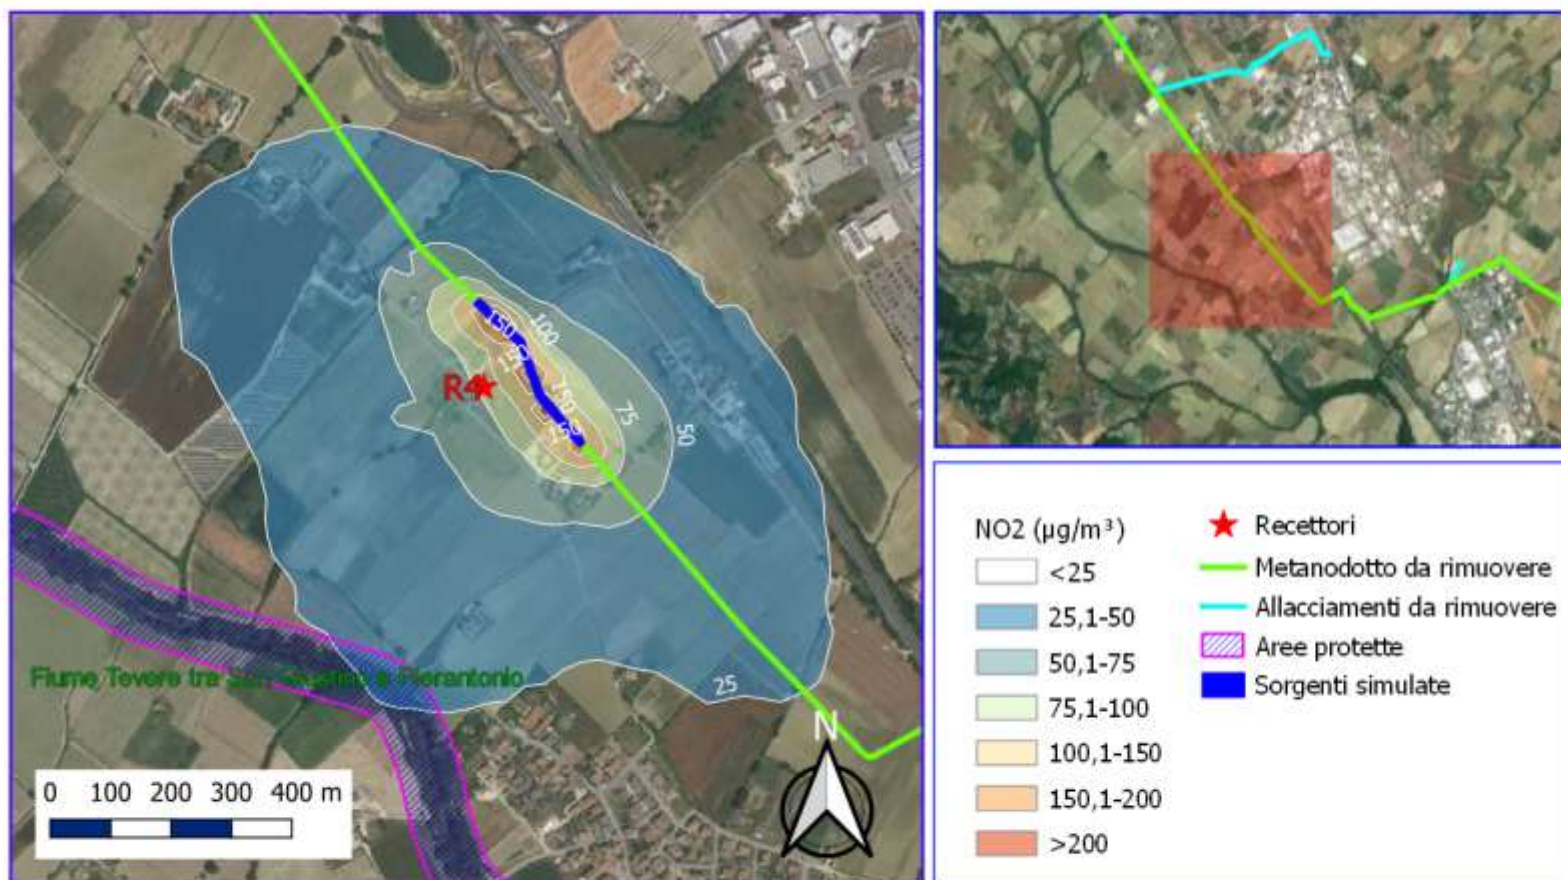 100
150
75
50
150
R4
25
Fiume Tevere tra
e Pierantonio
N
0 100 200 300 400 m
NO2 (µg/m³)
<25
25,1-50
50,1-75
75,1-100
100,1-150
150,1-200
>200
Recettori
Metanodotto da rimuovere
Allacciamenti da rimuovere
Aree protette
Sorgenti simulate